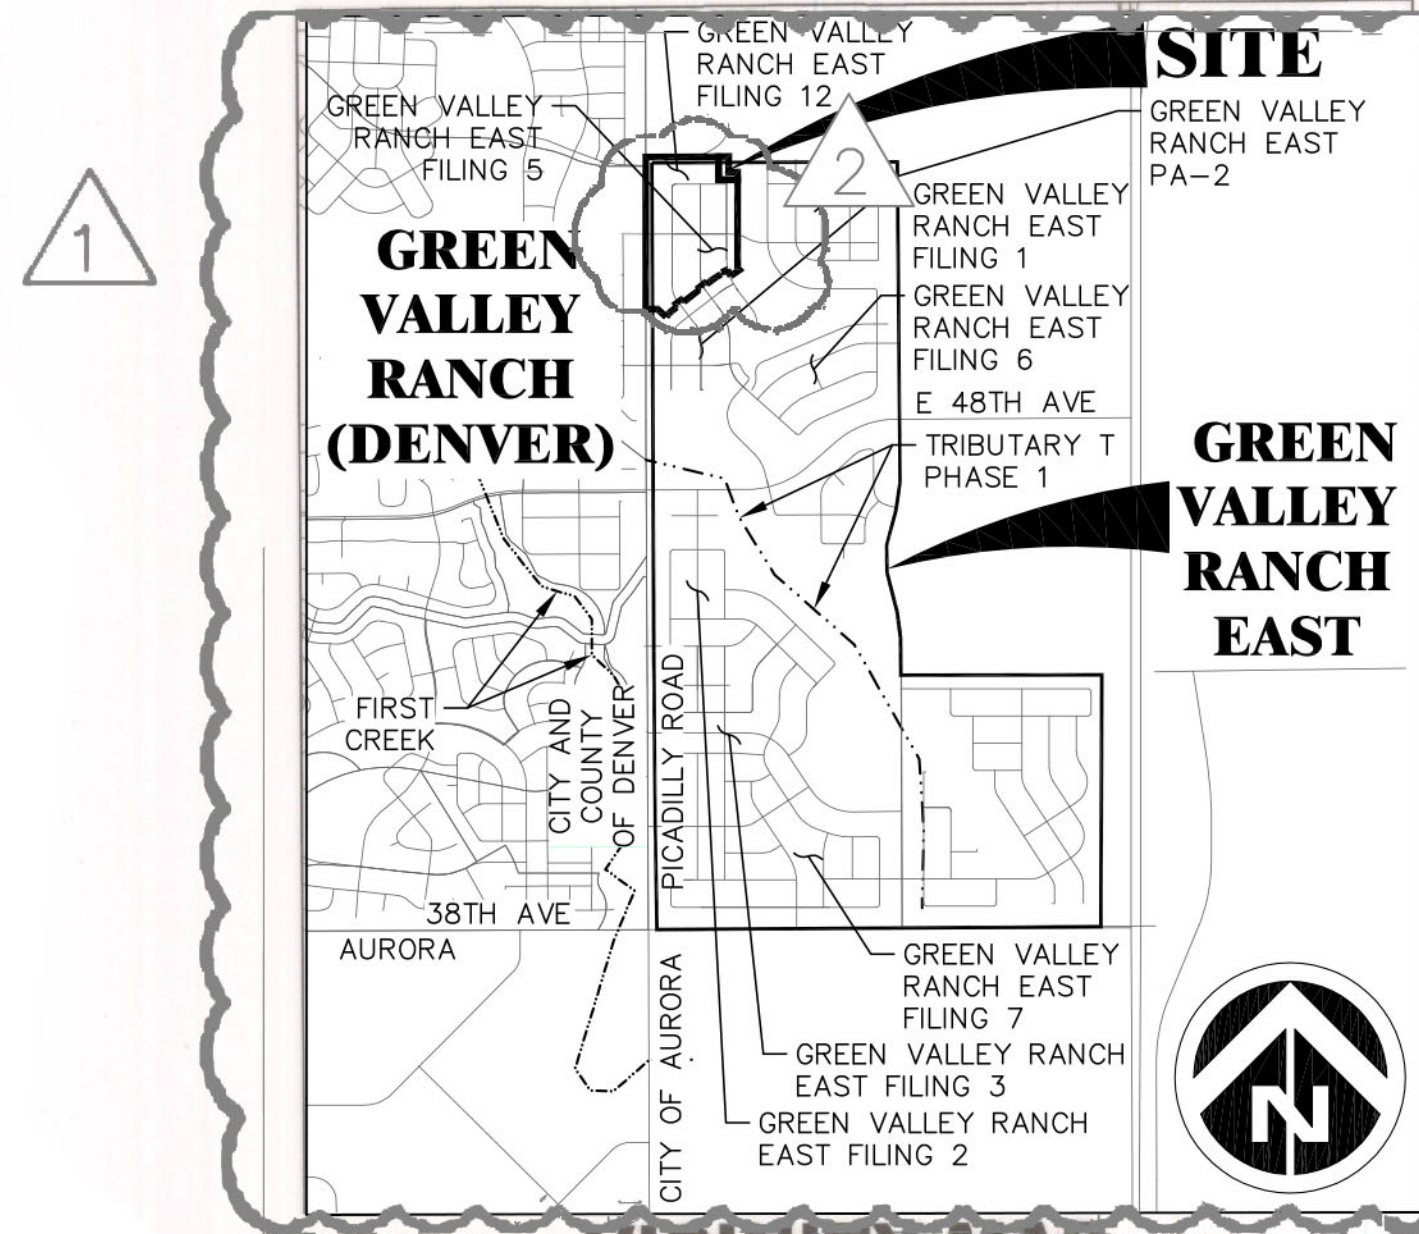 GREEN VALLEY
RANCH EAST
FILING 12
SITE
GREEN VALLEY
RANCH EAST
FILING 5
GREEN VALLEY
RANCH EAST
PA-2
2
1
GREEN VALLEY
RANCH EAST
FILING 1
GREEN
VALLEY
RANCH
(DENVER)
GREEN VALLEY
RANCH EAST
FILING 6
E 48TH AVE
TRIBUTARY T
PHASE 1
GREEN
VALLEY
RANCH
EAST
FIRST
CREEK
CITY AND
COUNTY
OF DENVER
PICADILLY ROAD
38TH AVE
AURORA
CITY OF AURORA
GREEN VALLEY
RANCH EAST
FILING 7
GREEN VALLEY RANCH
EAST FILING 3
GREEN VALLEY RANCH
EAST FILING 2
N